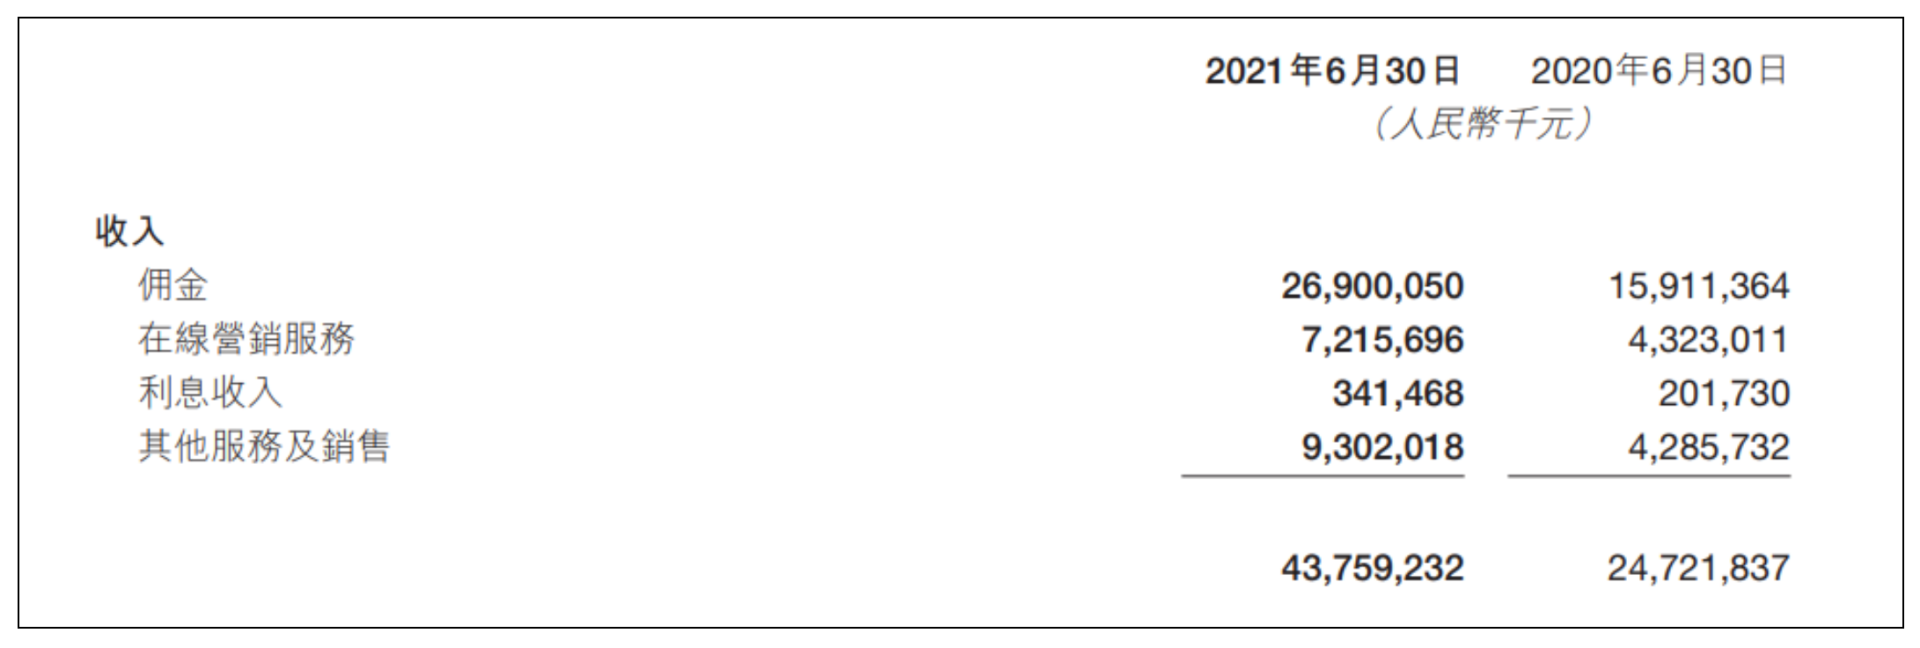 2021年6月30日 2020年6月30日
（人民幣千元）
收入
佣金 26,900,050 15,911,364
在線營銷服務 7,215,696 4,323,011
利息收入 341,468 201,730
其他服務及銷售 9,302,018 4,285,732
43,759,232 24,721,837